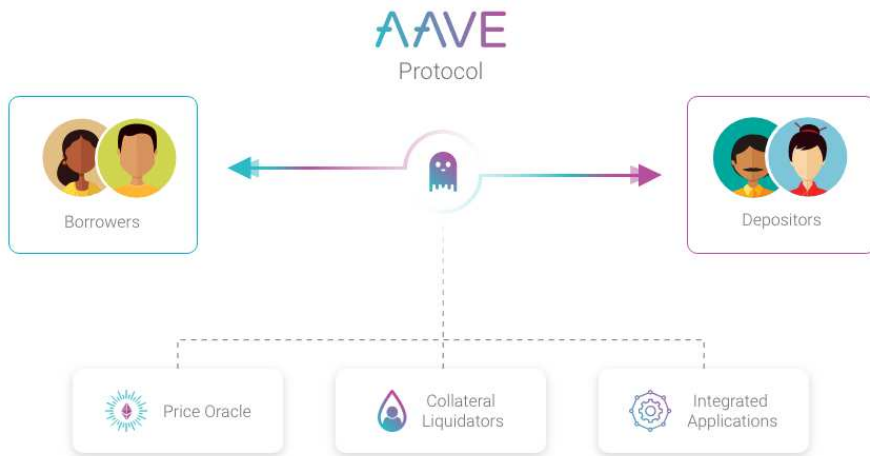 AAVE
Protocol
Borrowers
Depositors
Price Oracle
Collateral
Liquidators
Integrated
Applications